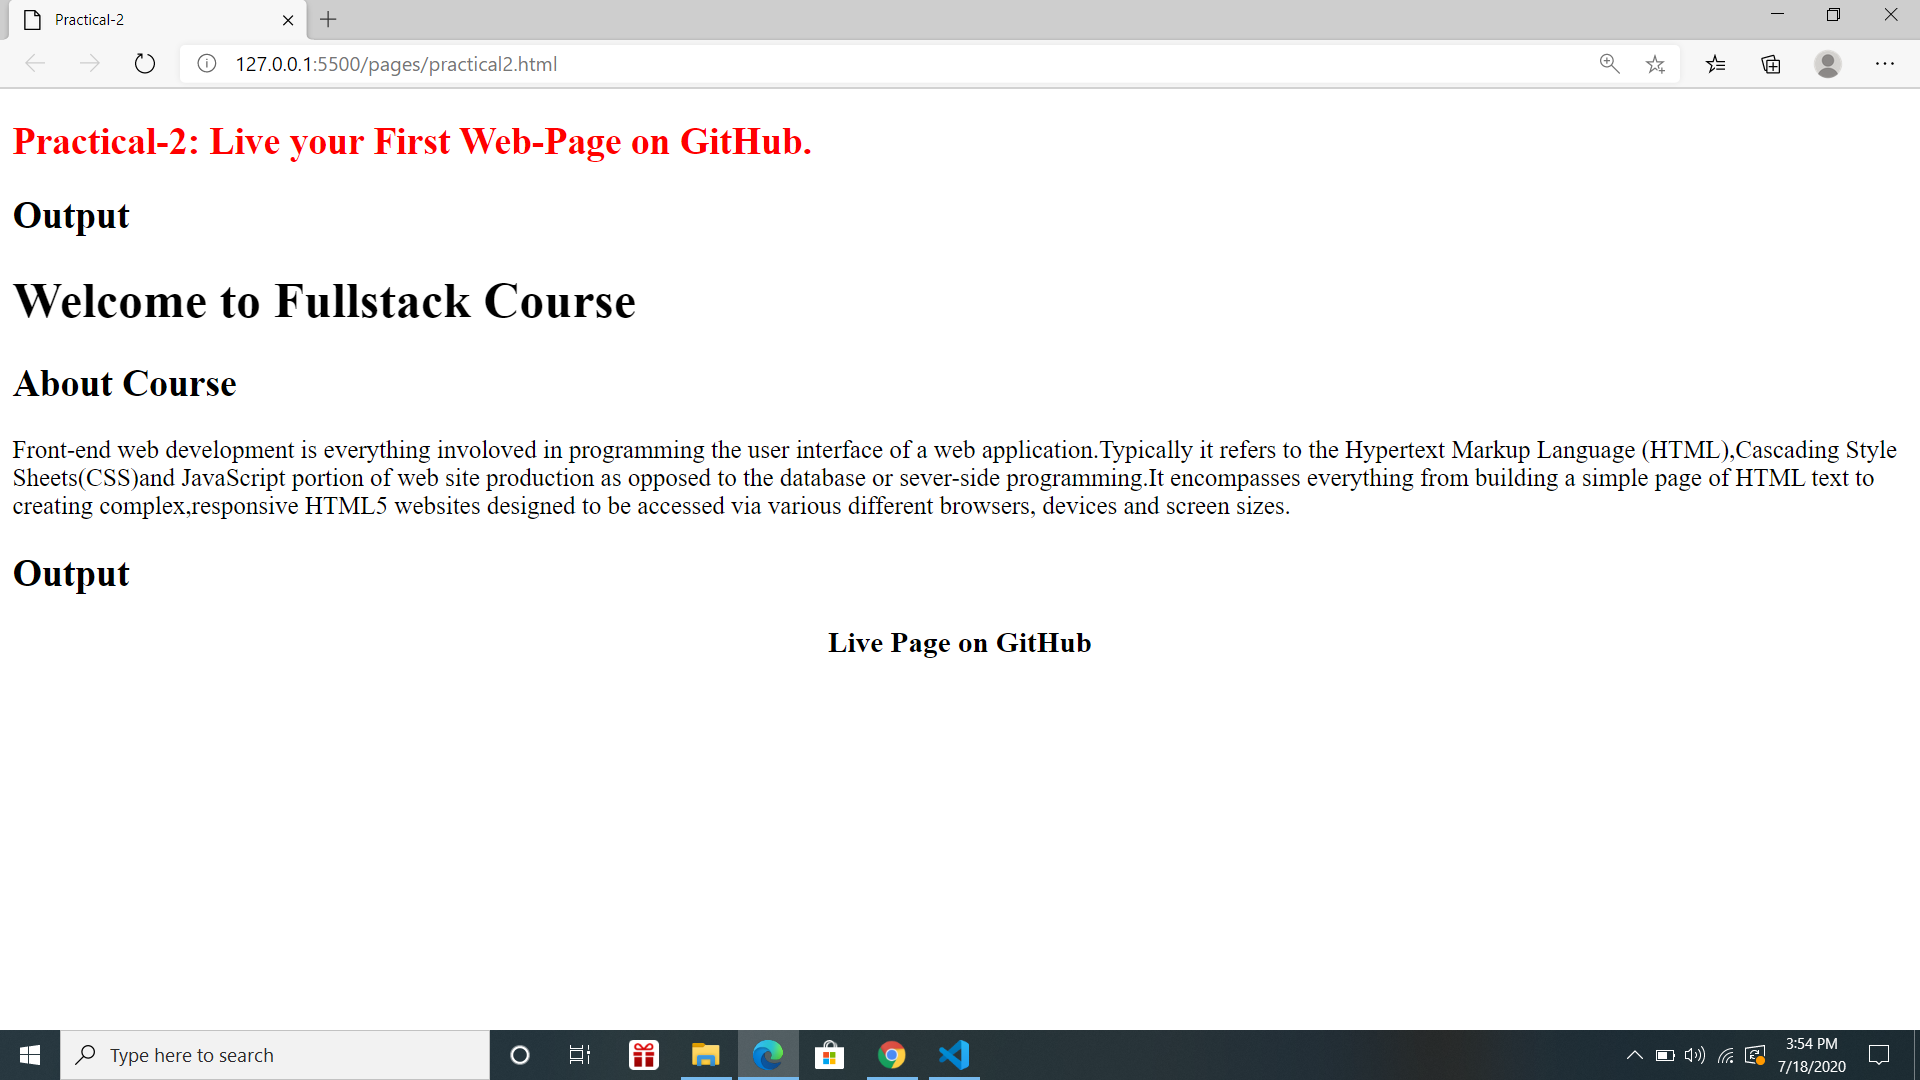 Practical-2
127.0.0.1:5500/pages/practical2.html
Practical-2: Live your First Web-Page on GitHub.
Output
Welcome to Fullstack Course
About Course
Front-end web development is everything involoved in programming the user interface of a web application.Typically it refers to the Hypertext Markup Language (HTML),Cascading Style
Sheets(CSS)and JavaScript portion of web site production as opposed to the database or sever-side programming.It encompasses everything from building a simple page of HTML text to
creating complex,responsive HTML5 websites designed to be accessed via various different browsers, devices and screen sizes.
Output
Live Page on GitHub
Type here to search
3:54 PM
7/18/2020